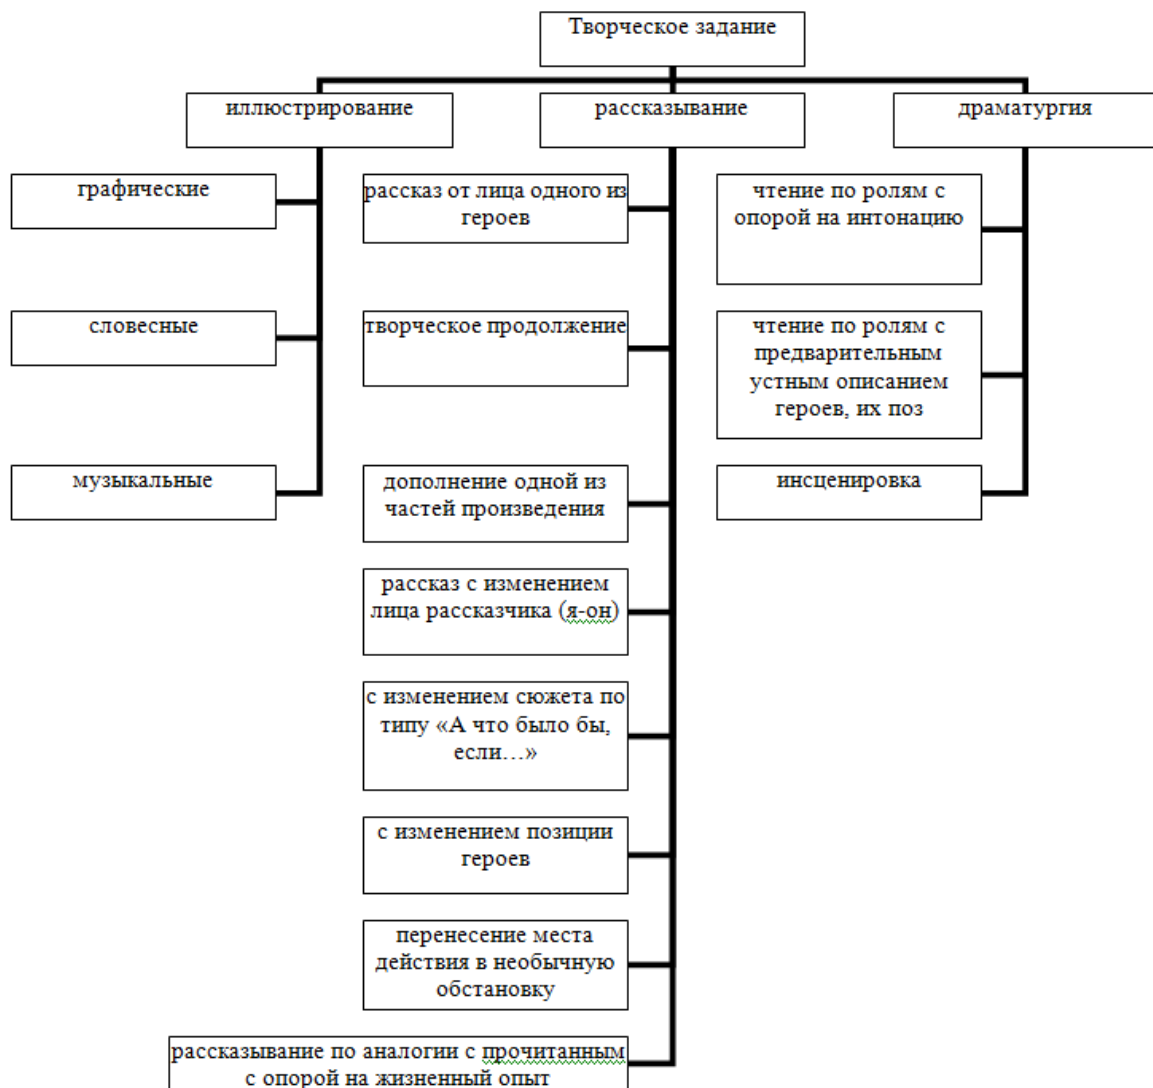 Творческое задание
иллюстрирование
рассказывание
драматургия
графические
словесные
музыкальные
рассказ от лица одного из
героев
творческое продолжение
дополнение одной из
частей произведения
рассказ с изменением
лица рассказчика (я-он)
с изменением сюжета по
типу «А что было бы,
если…»
с изменением позиции
героев
перенесение места
действия в необычную
обстановку
рассказывание по аналогии с прочитанным
с опорой на жизненный опыт
чтение по ролям с
опорой на интонацию
чтение по ролям с
предварительным
устным описанием
героев, их поз
инсценировка